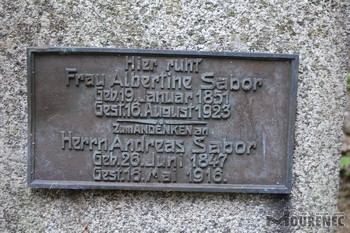 Hier ruht
Frau Albertine Sabor
Geb. 19. Januar 1851
Gest. 16. August 1923
Zum ANDENKEN an
Herrn Andreas Sabor
Geb. 26. Juni 1847
Gest. 16. Mai 1916.
MOURENEC